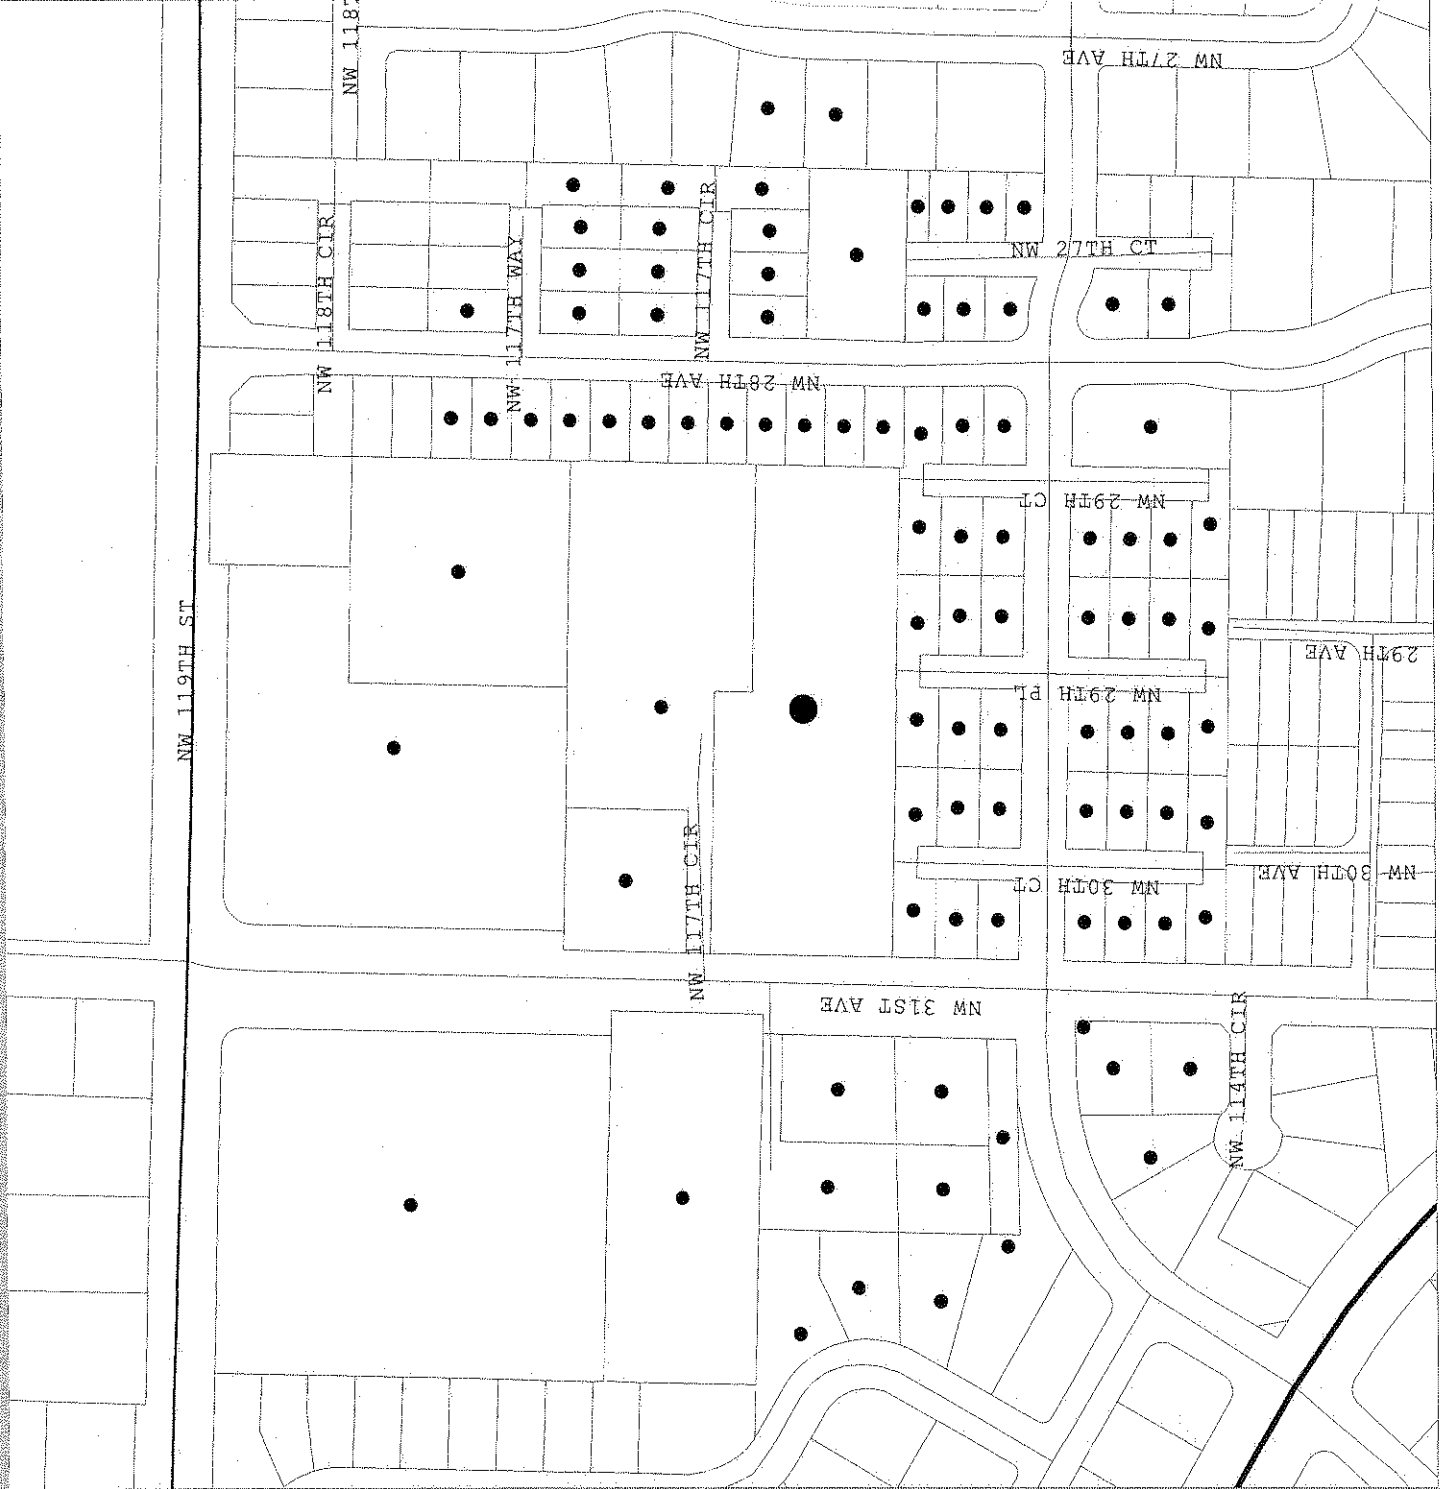 NW 118T
NW 27TH AVE
NW 118TH CIR
NW 117TH WAY
NW 117TH CIR
NW 27TH CT
NW 28TH AVE
NW 29TH CT
NW 119TH ST
29TH AVE
NW 29TH PL
NW 117TH CIR
NW 30TH AVE
NW 30TH CT
NW 31ST AVE
NW 114TH CIR